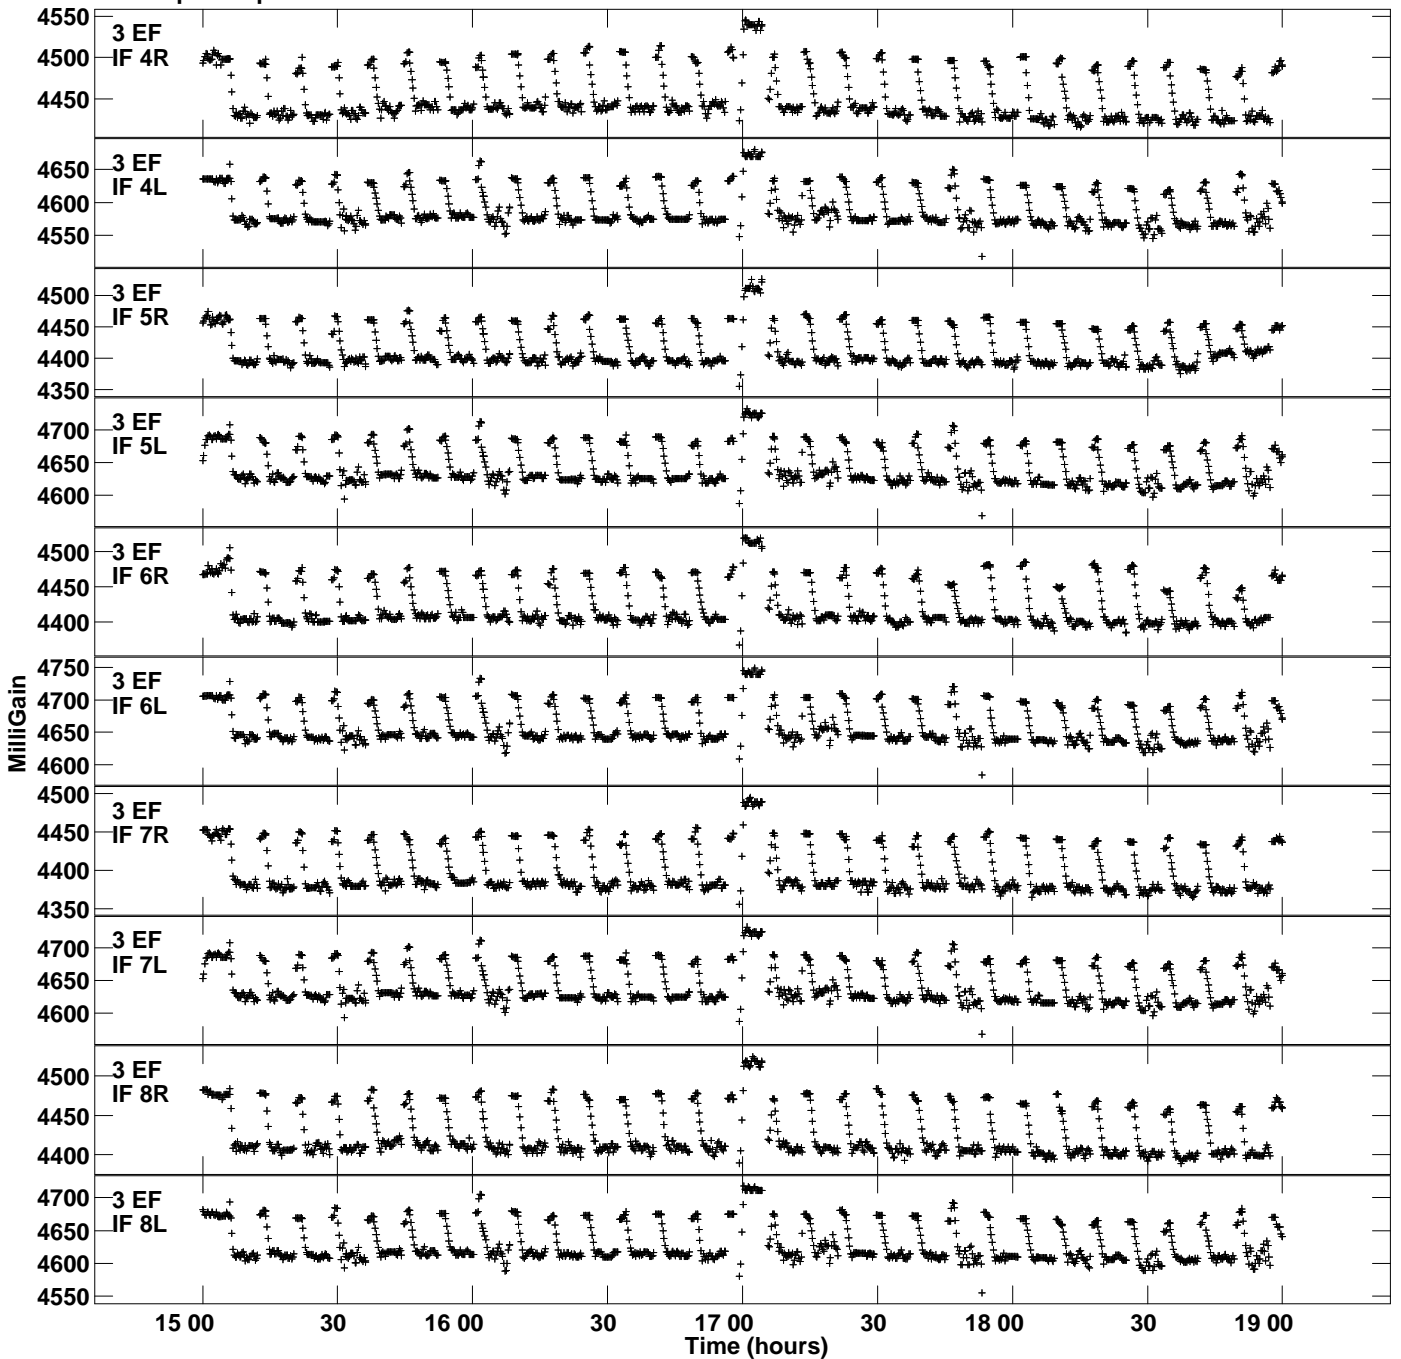 4550
4500
4450
3 EF
IF 4R
4650
4600
4550
3 EF
IF 4L
4500
4450
4400
4350
3 EF
IF 5R
4700
4650
4600
3 EF
IF 5L
4500
4450
4400
3 EF
IF 6R
4750
4700
4650
4600
3 EF
IF 6L
MilliGain
4500
4450
4400
4350
3 EF
IF 7R
4700
4650
4600
3 EF
IF 7L
4500
4450
4400
3 EF
IF 8R
4700
4650
4600
4550
3 EF
IF 8L
15 00 30 16 00 30 17 00 30 18 00 30 19 00
Time (hours)